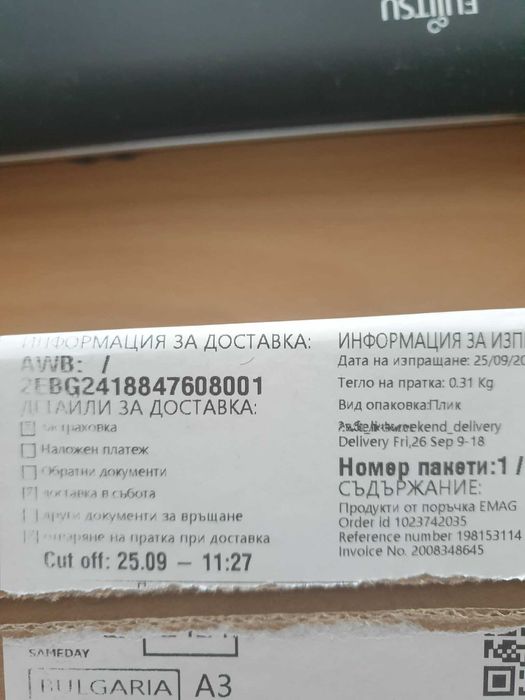 FUJITSU
ИНФОРМАЦИЯ ЗА ДОСТАВКА:
AWB: /
2EBG2418847608001
ДЕТАЙЛИ ЗА ДОСТАВКА:
Застраховка
Наложен платеж
Обратни документи
Доставка в събота
Други документи за връщане
Отваряне на пратка при доставка
Cut off: 25.09 – 11:27
ИНФОРМАЦИЯ ЗА ИЗП
Дата на изпращане: 25/09/20
Тегло на пратка: 0.31 Kg
Вид опаковка:Плик
weekend_delivery
Delivery Fri,26 Sep 9-18
Номер пакети:1 /
СЪДЪРЖАНИЕ:
Продукти от поръчка EMAG
Order id 1023742035
Reference number 198153114
Invoice No. 2008348645
SAMEDAY
BULGARIA A3